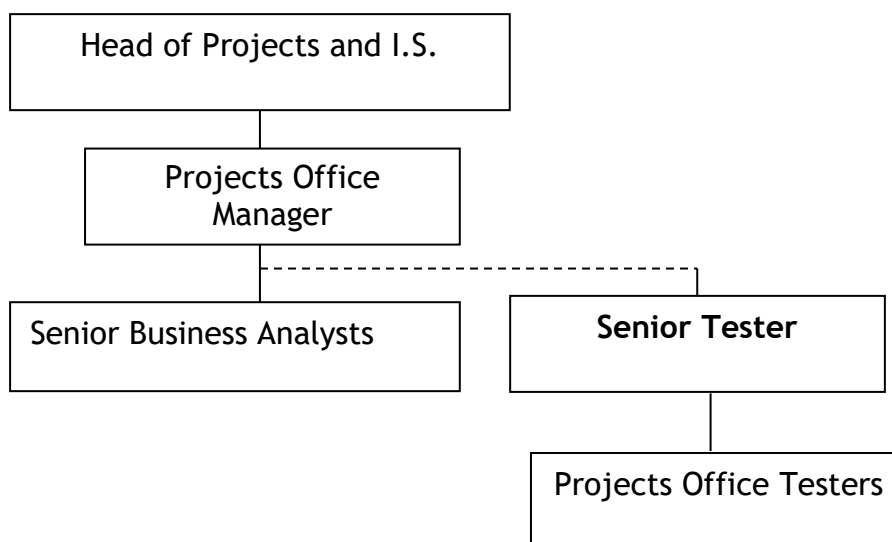 Head of Projects and I.S.
Projects Office
Manager
Senior Business Analysts
Senior Tester
Projects Office Testers